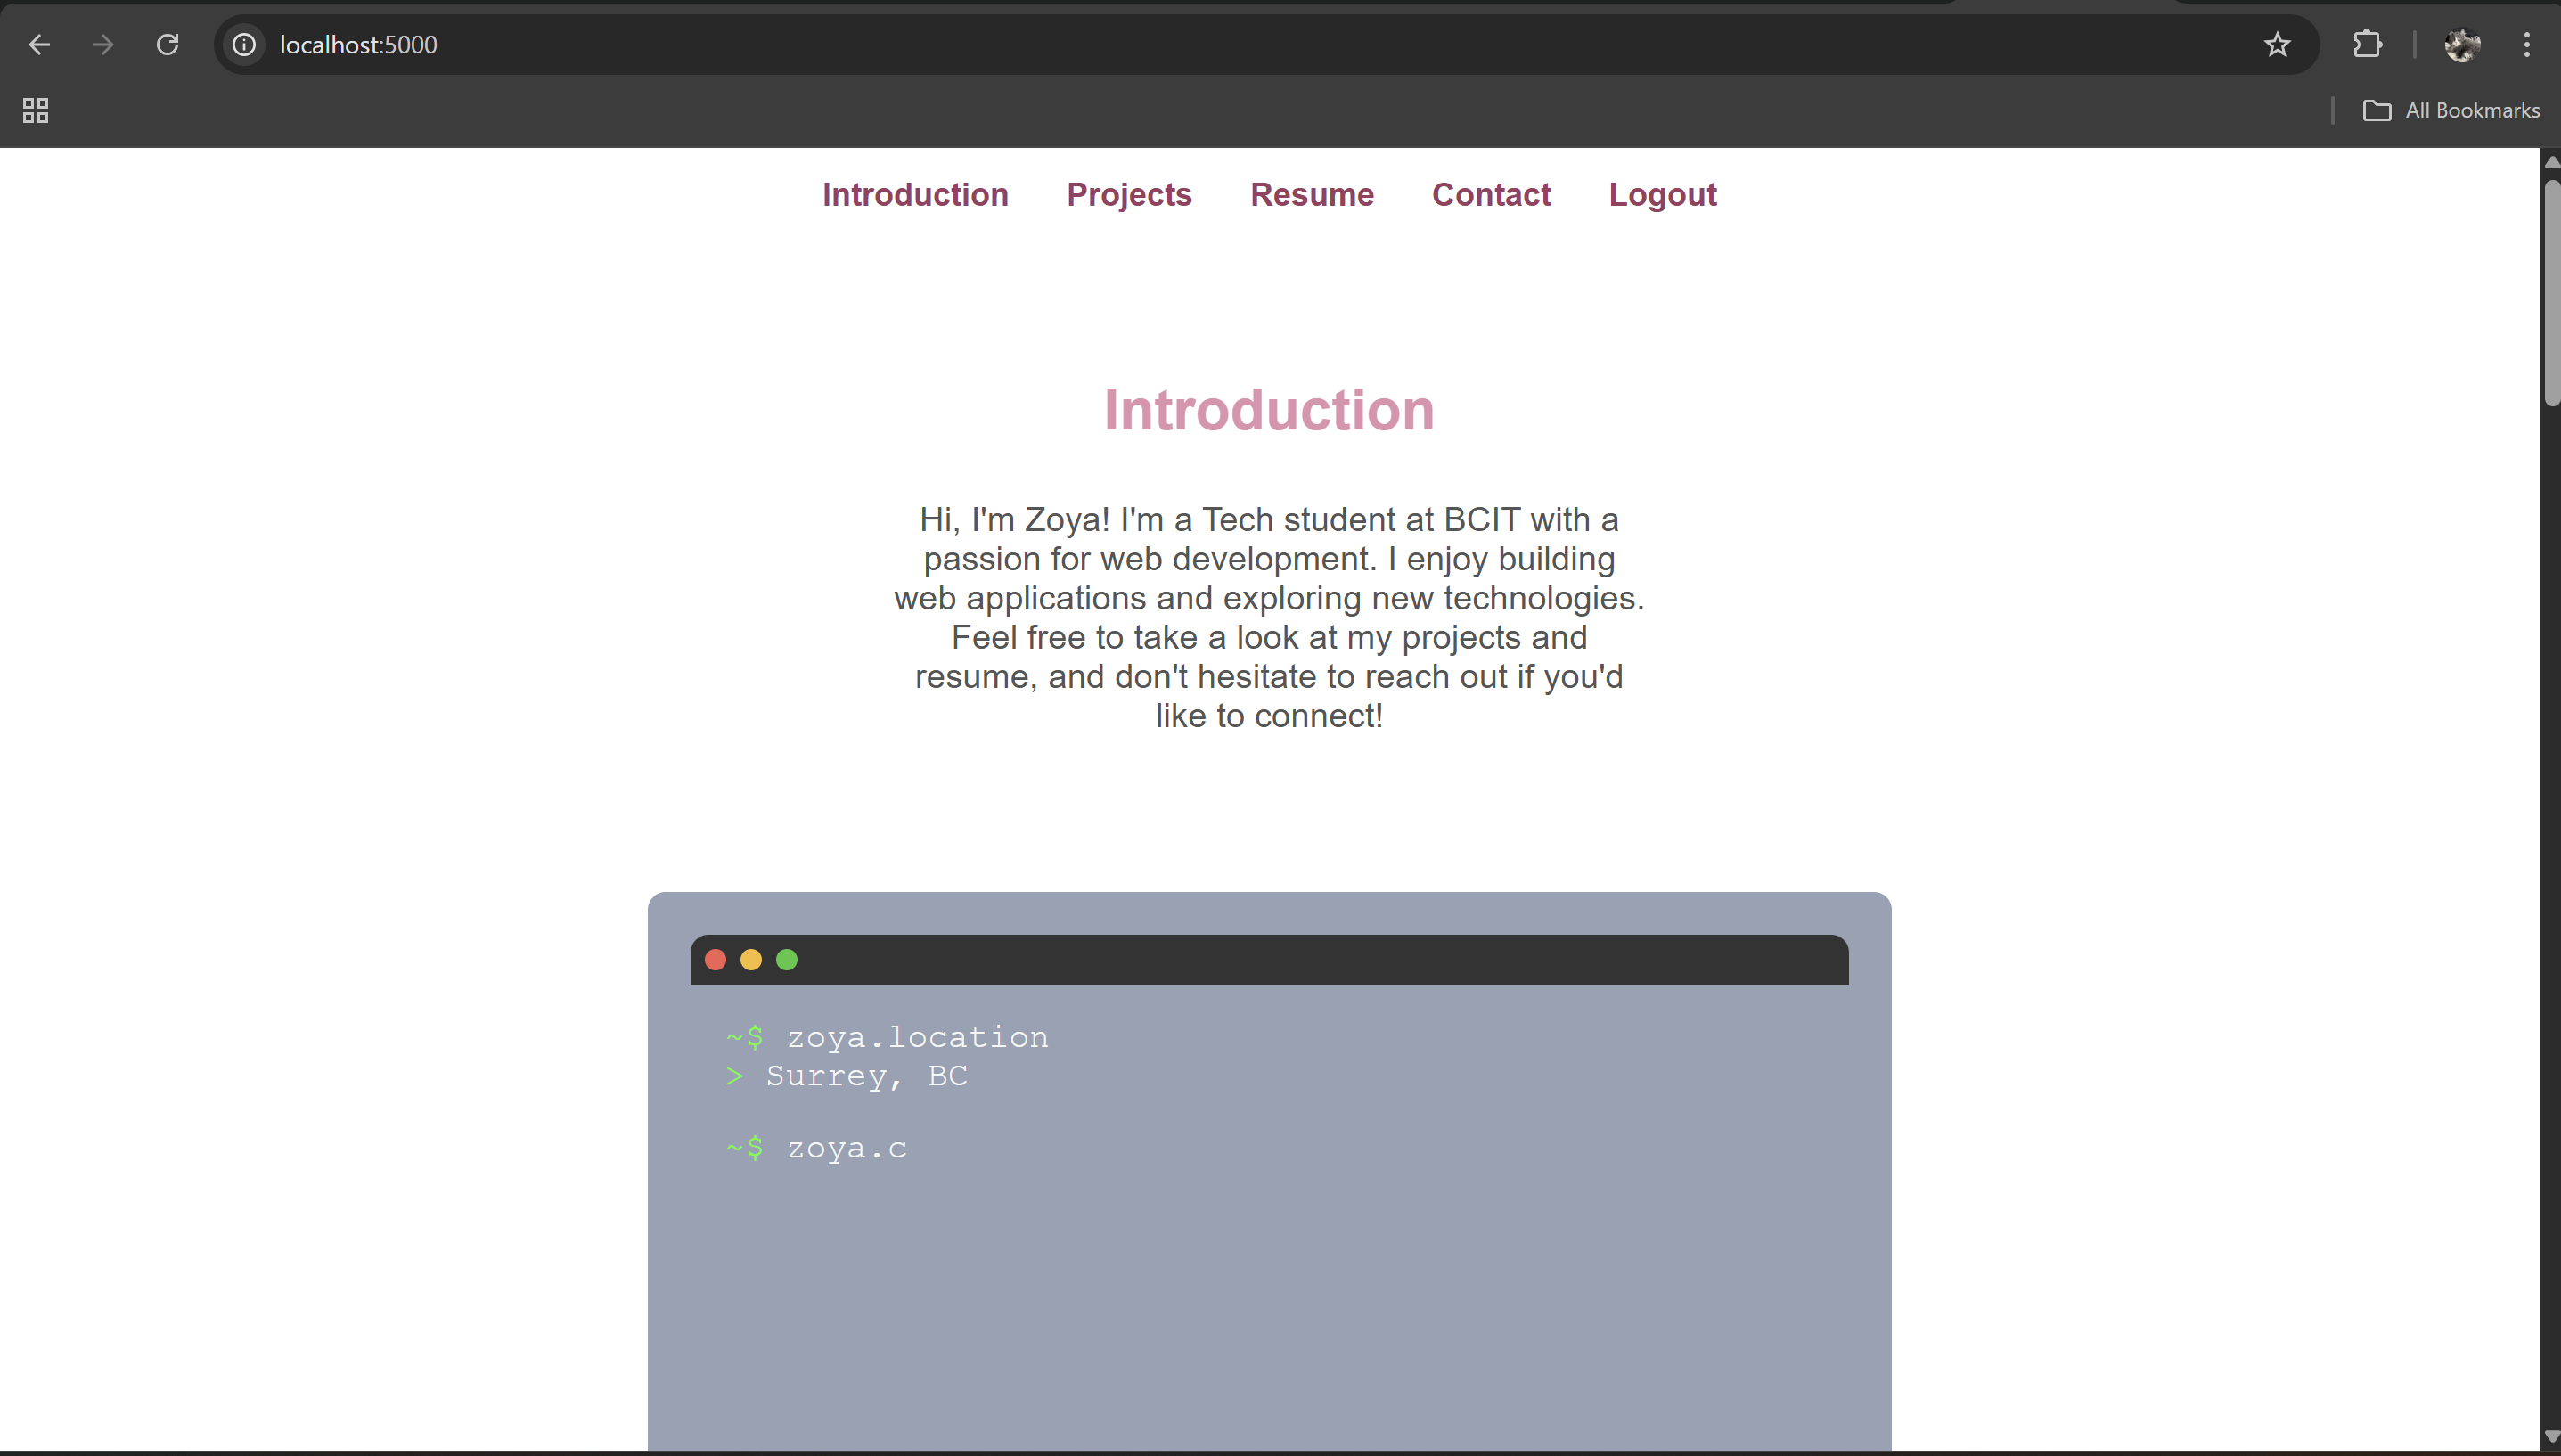 localhost:5000
All Bookmarks
Introduction Projects Resume Contact Logout
Introduction
Hi, I'm Zoya! I'm a Tech student at BCIT with a
passion for web development. I enjoy building
web applications and exploring new technologies.
Feel free to take a look at my projects and
resume, and don't hesitate to reach out if you'd
like to connect!
~$ zoya.location
> Surrey, BC
~$ zoya.c